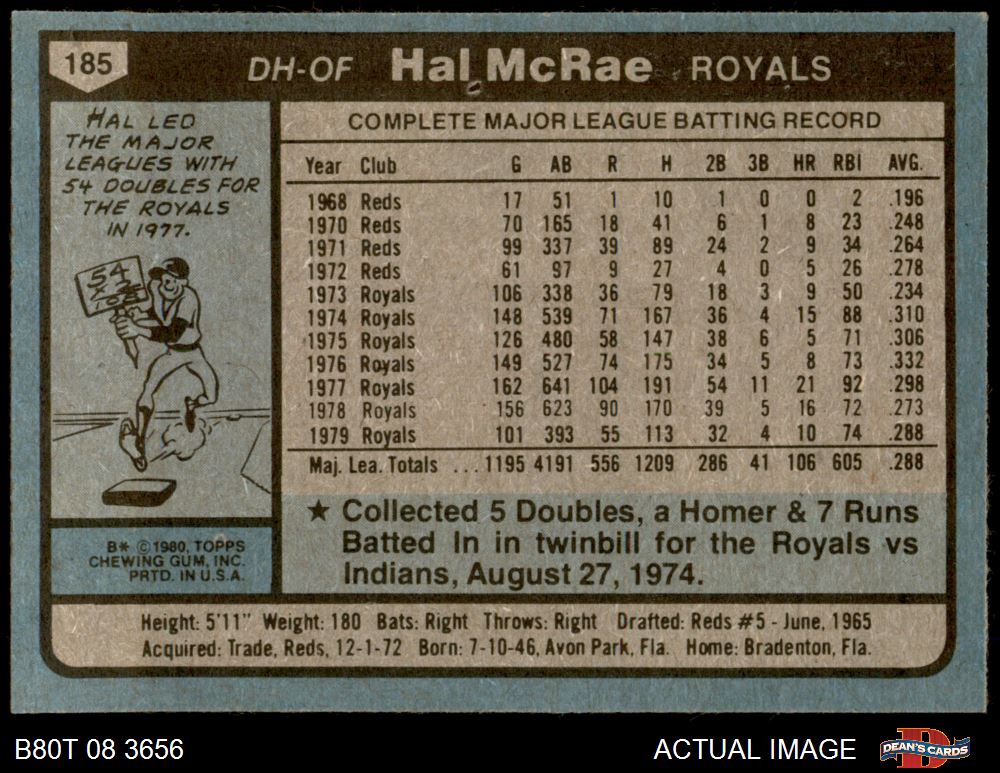 185
DH-OF Hal McRae ROYALS
HAL LED
THE MAJOR
LEAGUES WITH
54 DOUBLES FOR
THE ROYALS
IN 1977.
54
COMPLETE MAJOR LEAGUE BATTING RECORD
Year Club G AB R H 2B 3B HR RBI AVG.
1968 Reds 17 51 1 10 1 0 0 2 .196
1970 Reds 70 165 18 41 6 1 8 23 .248
1971 Reds 99 337 39 89 24 2 9 34 .264
1972 Reds 61 97 9 27 4 0 5 26 .278
1973 Royals 106 338 36 79 18 3 9 50 .234
1974 Royals 148 539 71 167 36 4 15 88 .310
1975 Royals 126 480 58 147 38 6 5 71 .306
1976 Royals 149 527 74 175 34 5 8 73 .332
1977 Royals 162 641 104 191 54 11 21 92 .298
1978 Royals 156 623 90 170 39 5 16 72 .273
1979 Royals 101 393 55 113 32 4 10 74 .288
Maj. Lea. Totals ... 1195 4191 556 1209 286 41 106 605 .288
★ Collected 5 Doubles, a Homer & 7 Runs
Batted In in twinbill for the Royals vs
Indians, August 27, 1974.
B* © 1980, TOPPS
CHEWING GUM, INC.
PRTD. IN U.S.A.
Height: 5'11" Weight: 180 Bats: Right Throws: Right Drafted: Reds #5 - June, 1965
Acquired: Trade, Reds, 12-1-72 Born: 7-10-46, Avon Park, Fla. Home: Bradenton, Fla.
B80T 08 3656
ACTUAL IMAGE
DEAN'S CARDS